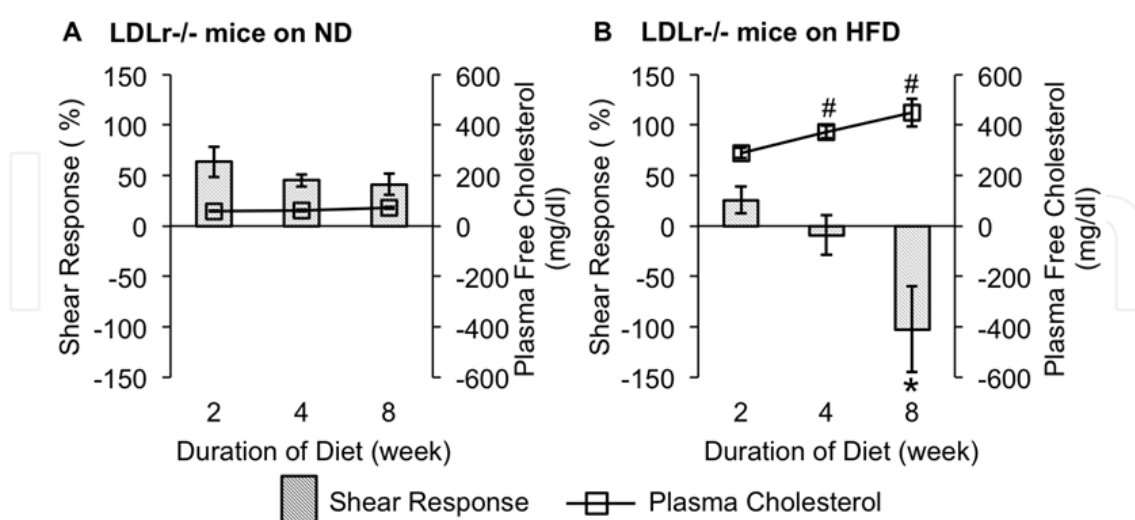 A LDLr-/- mice on ND
150
100
50
0
-50
-100
-150
Shear Response ( %)
600
400
200
0
-200
-400
-600
Plasma Free Cholesterol
(mg/dl)
2 4 8
Duration of Diet (week)
B LDLr-/- mice on HFD
150
100
50
0
-50
-100
-150
Shear Response ( %)
600
400
200
0
-200
-400
-600
Plasma Free Cholesterol
(mg/dl)
#
#
*
2 4 8
Duration of Diet (week)
Shear Response Plasma Cholesterol